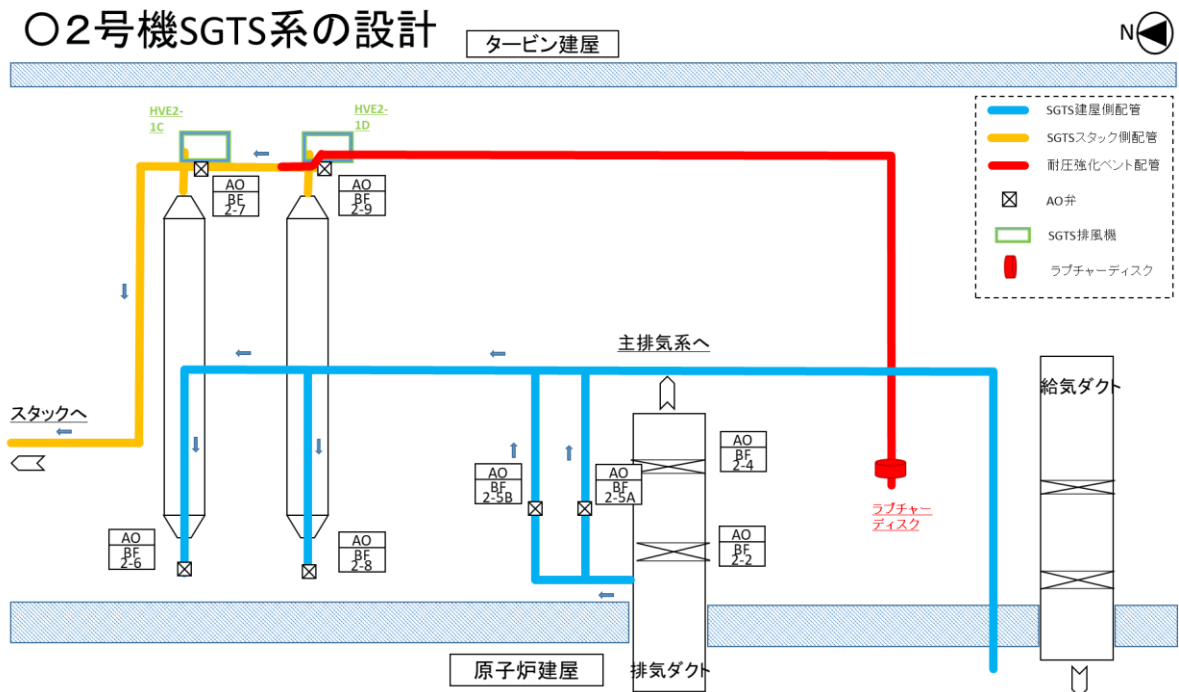 〇２号機SGTS系の設計
タービン建屋
N
HVE2-
1C
HVE2-
1D
SGTS建屋側配管
SGTSスタック側配管
耐圧強化ベント配管
AO弁
SGTS排風機
ラプチャーディスク
AO
BF
2-7
AO
BF
2-9
主排気系へ
給気ダクト
スタックへ
AO
BF
2-4
AO
BF
2-5B
AO
BF
2-5A
ラプチャー
ディスク
AO
BF
2-6
AO
BF
2-8
AO
BF
2-2
原子炉建屋
排気ダクト